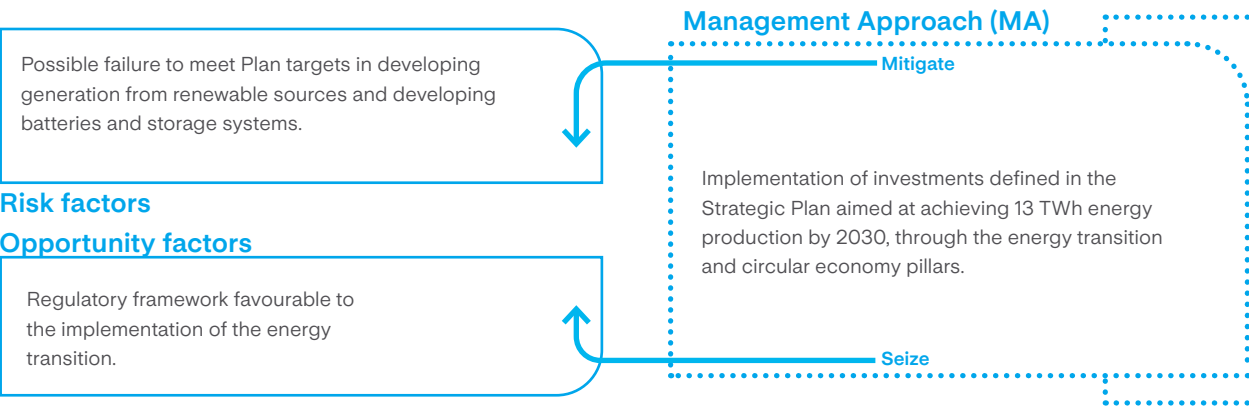 Possible failure to meet Plan targets in developing
generation from renewable sources and developing
batteries and storage systems.
Risk factors
Opportunity factors
Regulatory framework favourable to
the implementation of the energy
transition.
Management Approach (MA)
Mitigate
Implementation of investments defined in the
Strategic Plan aimed at achieving 13 TWh energy
production by 2030, through the energy transition
and circular economy pillars.
Seize